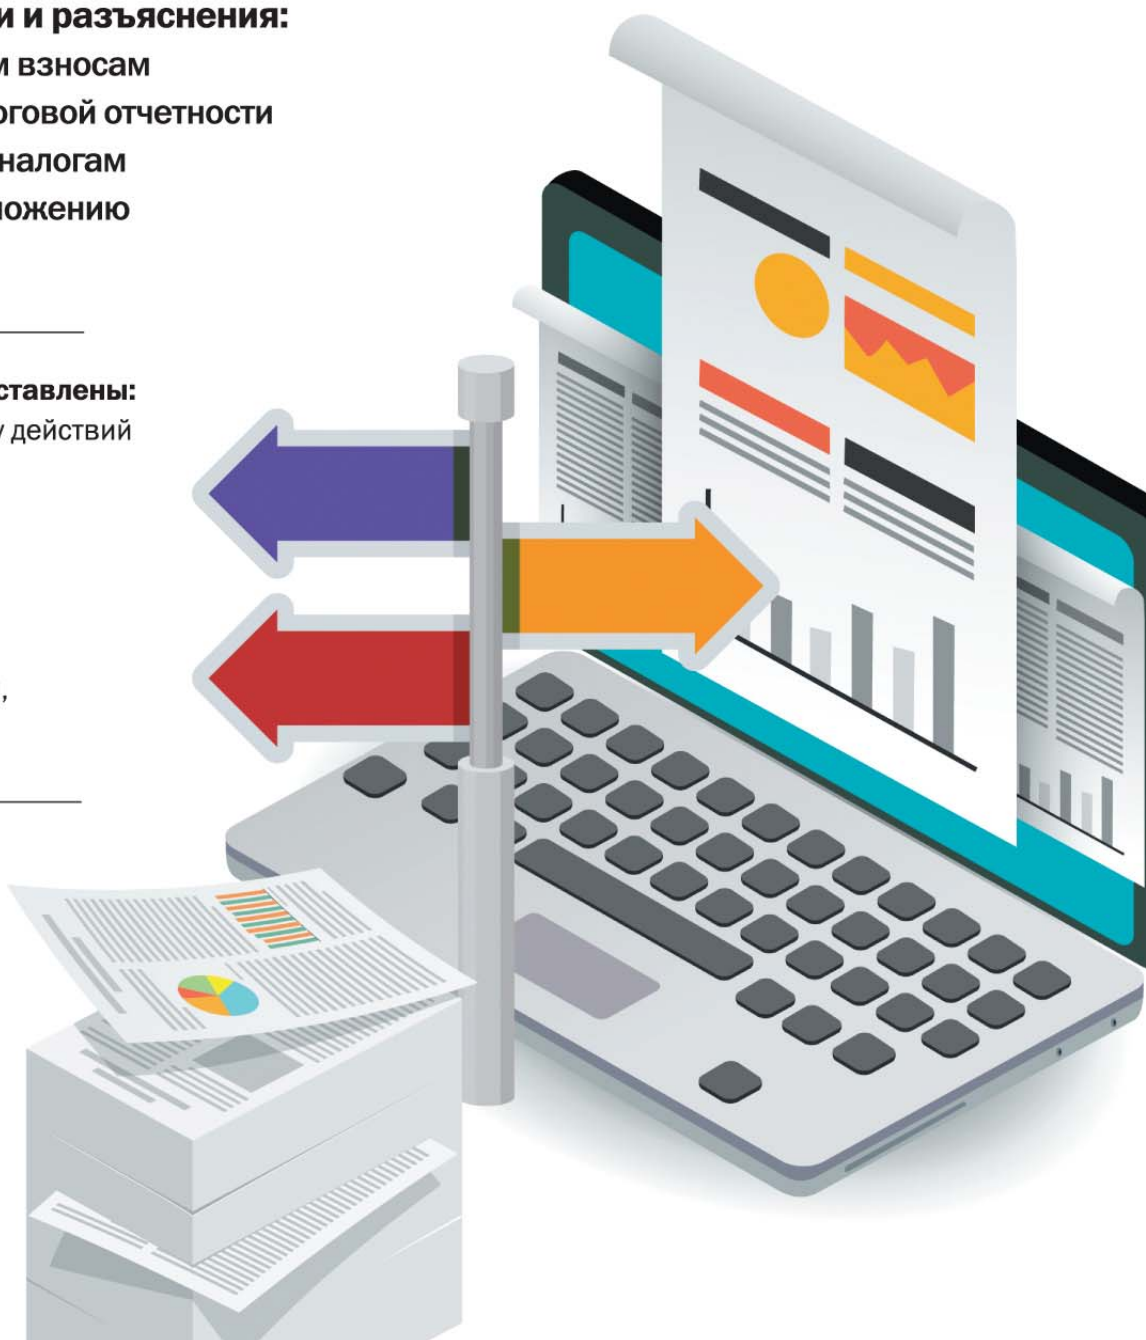 и и разъяснения:
м взносам
оговой отчетности
налогам
ложению
ставлены:
у действий
,